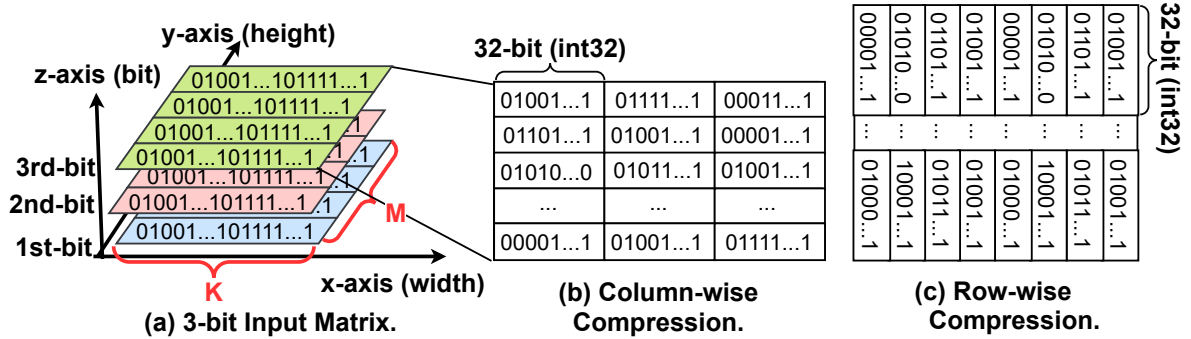 y-axis (height)
z-axis (bit)
01001...101111...1
01001...101111...1
01001...101111...1
01001...101111...1
3rd-bit
01001...101111...1
2nd-bit
01001...101111...1
1st-bit
01001...101111...1
M
K
x-axis (width)
(a) 3-bit Input Matrix.
32-bit (int32)
01001...1 01111...1 00011...1
01101...1 01001...1 00001...1
01010...0 01011...1 01001...1
... ... ...
00001...1 01001...1 01111...1
(b) Column-wise
Compression.
00001...1
01010...0
01101...1
01001...1
00001...1
01010...0
01101...1
01001...1
32-bit (int32)
... ... ... ... ... ... ... ...
01000...1
10001...1
01011...1
01001...1
01000...1
10001...1
01011...1
01001...1
(c) Row-wise
Compression.